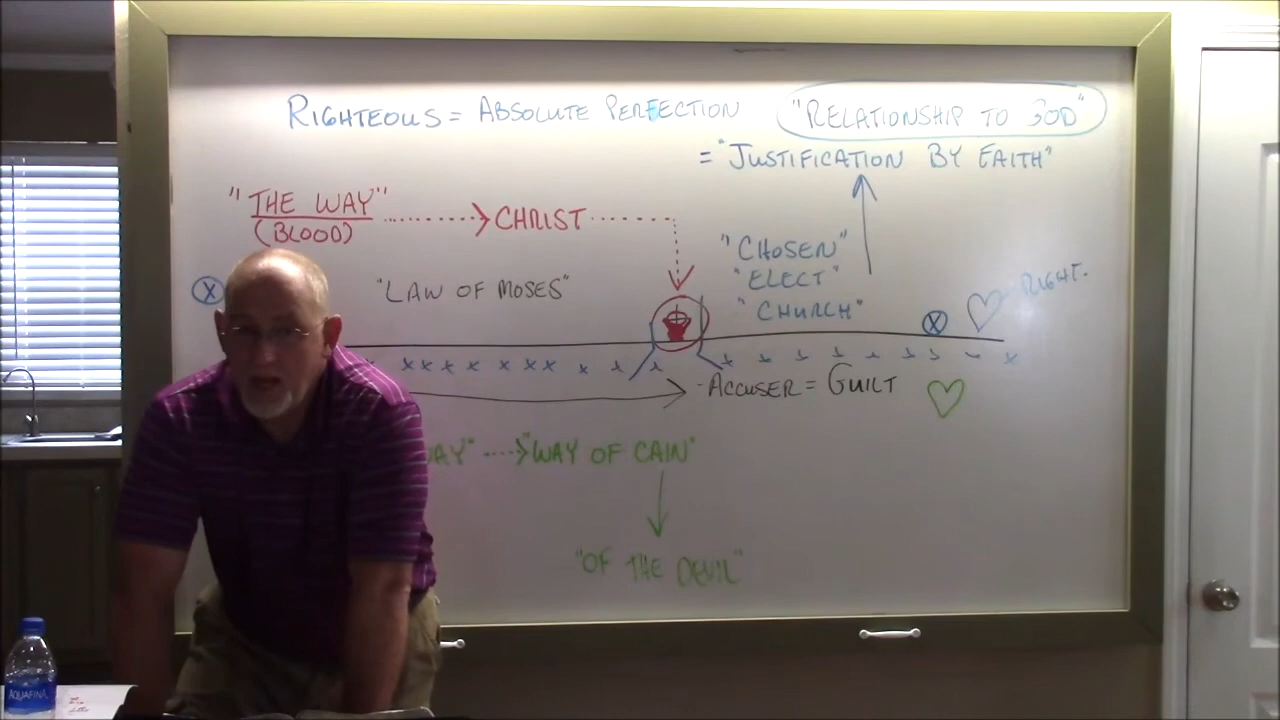 RIGHTEOUS = ABSOLUTE PERFECTION "RELATIONSHIP TO GOD"
= "JUSTIFICATION BY FAITH"
"THE WAY" CHRIST
(BLOOD)
"CHOSEN"
"ELECT"
"CHURCH"
"LAW OF MOSES"
RIGHT.
- ACCUSER = GUILT
WAY" "WAY OF CAIN"
"OF THE DEVIL"
AQUAFINA